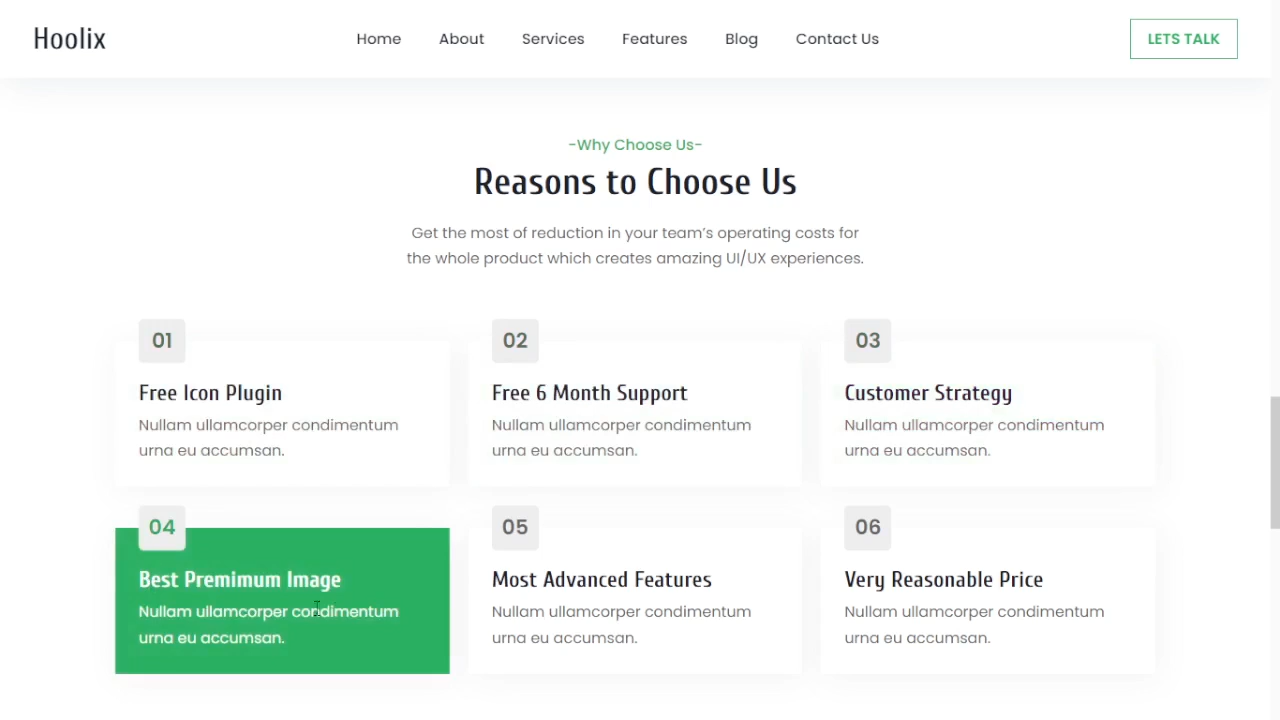 Hoolix
Home
About
Services
Features
Blog
Contact Us
LETS TALK
-Why Choose Us-
Reasons to Choose Us
Get the most of reduction in your team's operating costs for
the whole product which creates amazing UI/UX experiences.
01
Free Icon Plugin
Nullam ullamcorper condimentum
urna eu accumsan.
02
Free 6 Month Support
Nullam ullamcorper condimentum
urna eu accumsan.
03
Customer Strategy
Nullam ullamcorper condimentum
urna eu accumsan.
04
Best Premimum Image
Nullam ullamcorper condimentum
urna eu accumsan.
05
Most Advanced Features
Nullam ullamcorper condimentum
urna eu accumsan.
06
Very Reasonable Price
Nullam ullamcorper condimentum
urna eu accumsan.